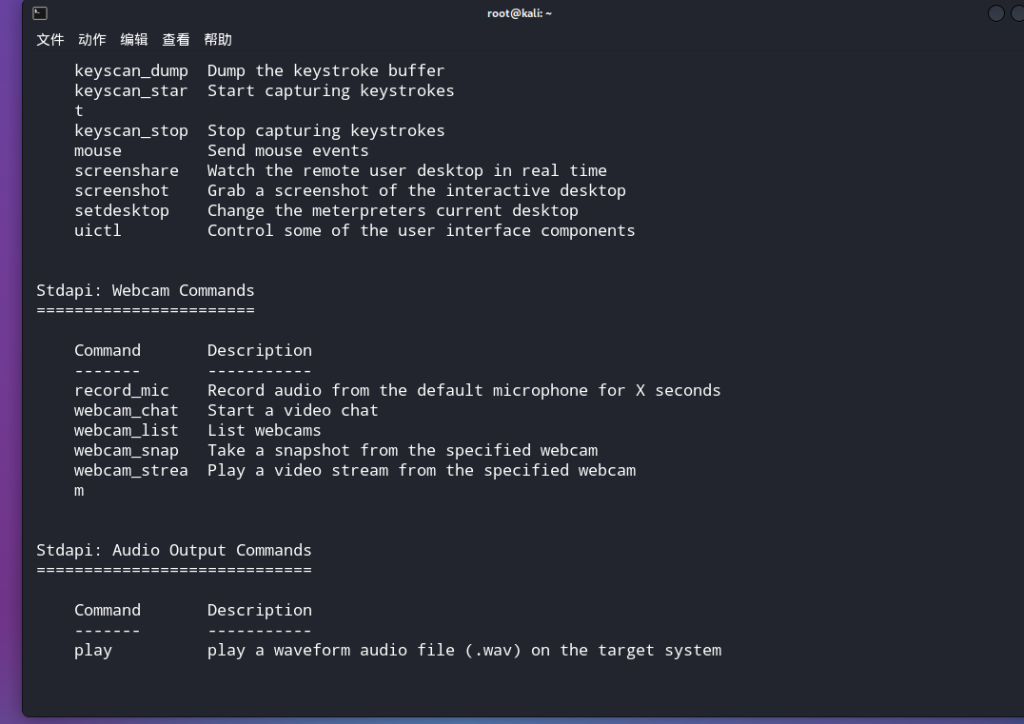 root@kali: ~
文件 动作 编辑 查看 帮助
keyscan_dump Dump the keystroke buffer
keyscan_star Start capturing keystrokes
t
keyscan_stop Stop capturing keystrokes
mouse Send mouse events
screenshare Watch the remote user desktop in real time
screenshot Grab a screenshot of the interactive desktop
setdesktop Change the meterpreters current desktop
uictl Control some of the user interface components
Stdapi: Webcam Commands
=======================
Command Description
------- -----------
record_mic Record audio from the default microphone for X seconds
webcam_chat Start a video chat
webcam_list List webcams
webcam_snap Take a snapshot from the specified webcam
webcam_strea Play a video stream from the specified webcam
m
Stdapi: Audio Output Commands
=============================
Command Description
------- -----------
play play a waveform audio file (.wav) on the target system